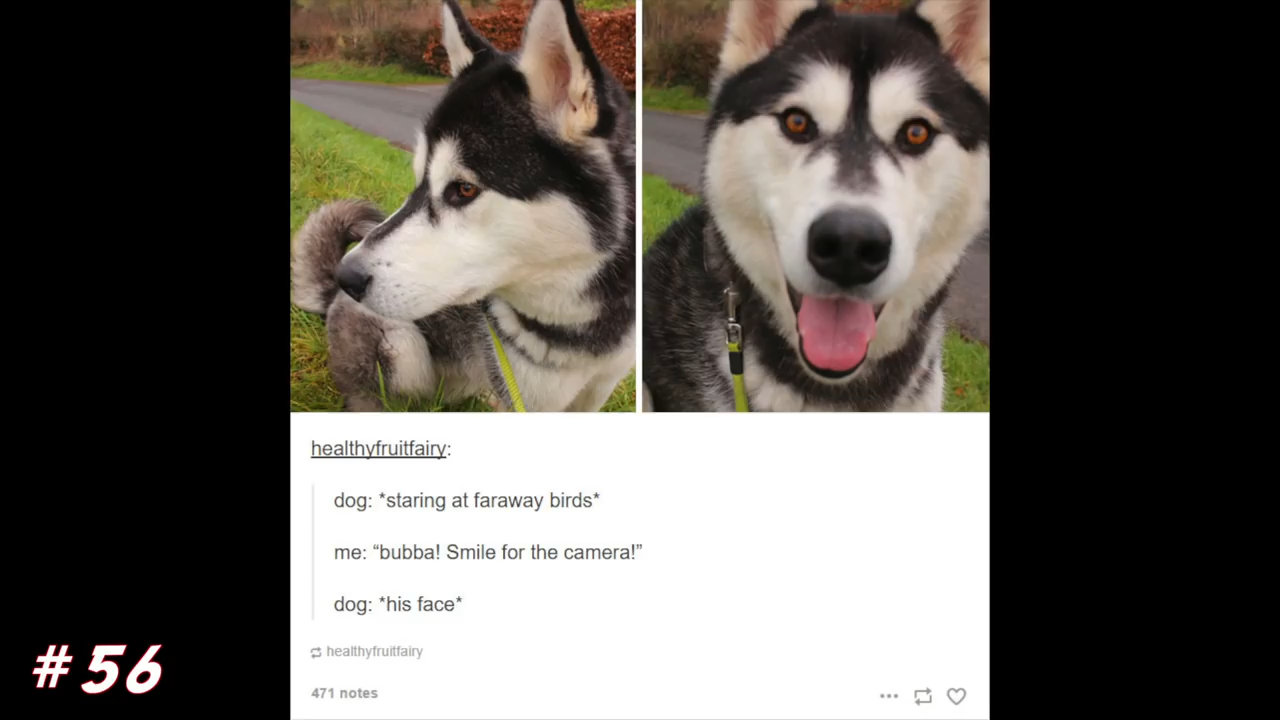 healthyfruitfairy:
dog: *staring at faraway birds*
me: “bubba! Smile for the camera!”
dog: *his face*
healthyfruitfairy
471 notes
#56